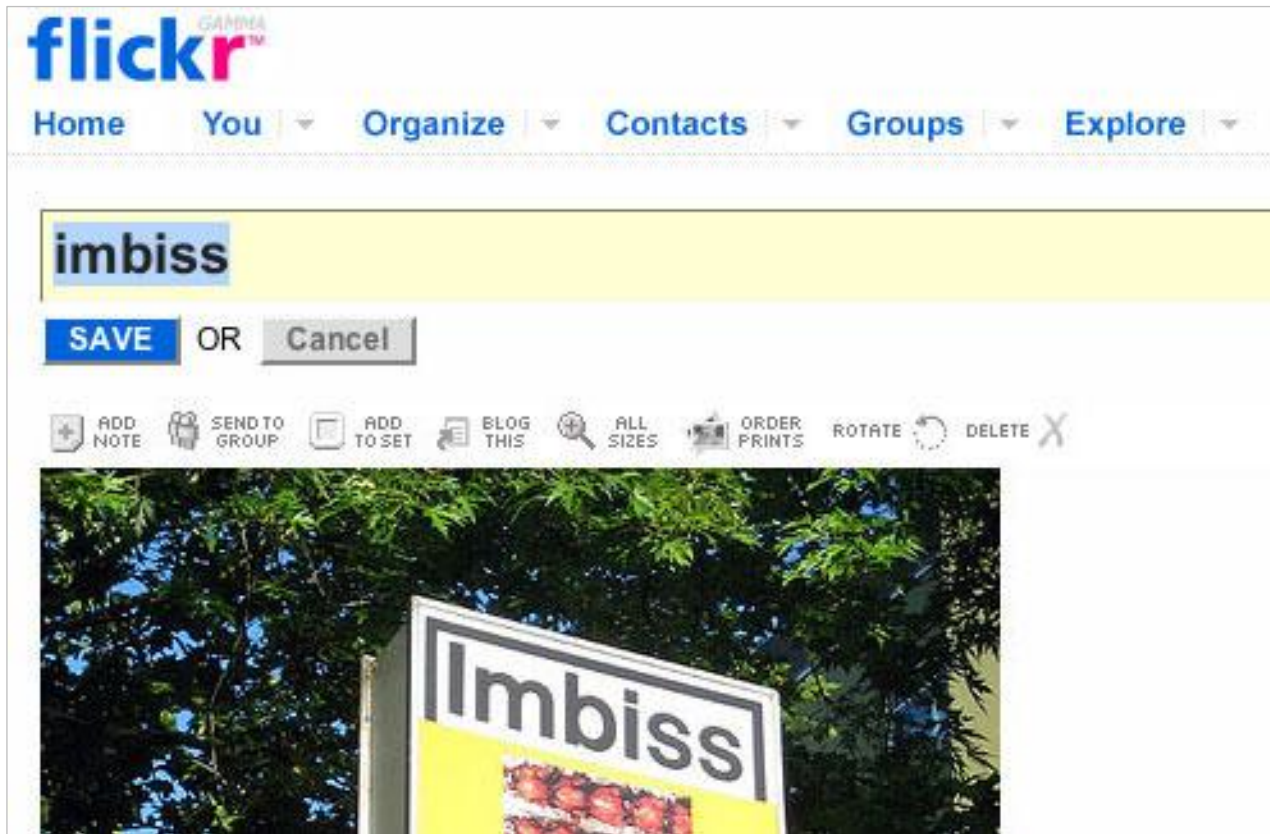 flickr™ GAMMA
Home You Organize Contacts Groups Explore
imbiss
SAVE OR Cancel
ADD NOTE SEND TO GROUP ADD TO SET BLOG THIS ALL SIZES ORDER PRINTS ROTATE DELETE
Imbiss